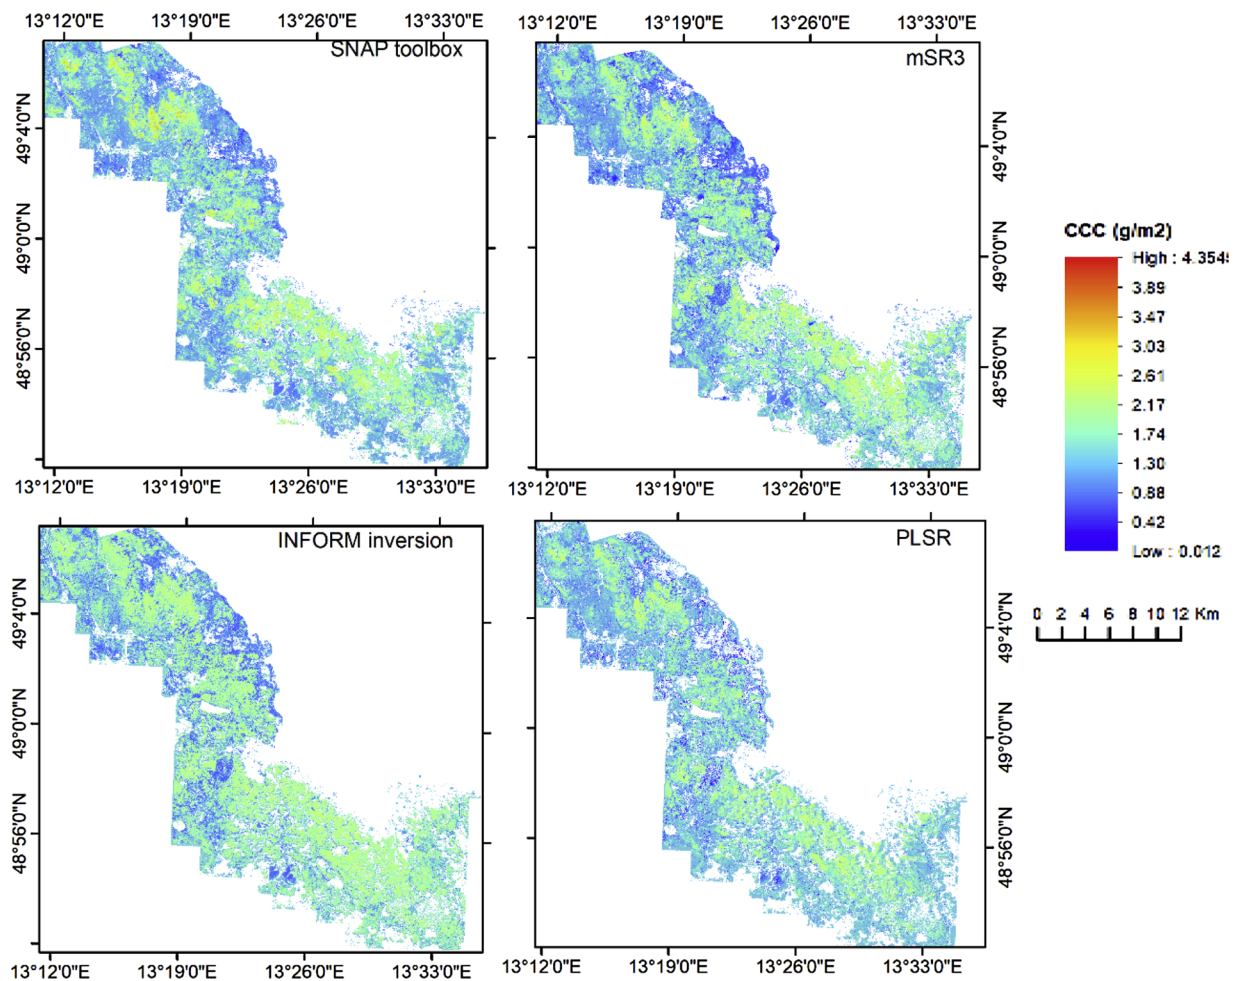 13°12'0"E 13°19'0"E 13°26'0"E 13°33'0"E
13°12'0"E 13°19'0"E 13°26'0"E 13°33'0"E
SNAP toolbox
mSR3
49°4'0"N
49°0'0"N
48°56'0"N
49°4'0"N
49°0'0"N
48°56'0"N
13°12'0"E 13°19'0"E 13°26'0"E 13°33'0"E
13°12'0"E 13°19'0"E 13°26'0"E 13°33'0"E
CCC (g/m2)
High : 4.354
3.89
3.47
3.03
2.61
2.17
1.74
1.30
0.88
0.42
Low : 0.012
0 2 4 6 8 10 12 Km
INFORM inversion
PLSR
49°4'0"N
49°0'0"N
48°56'0"N
49°4'0"N
49°0'0"N
48°56'0"N
13°12'0"E 13°19'0"E 13°26'0"E 13°33'0"E
13°12'0"E 13°19'0"E 13°26'0"E 13°33'0"E